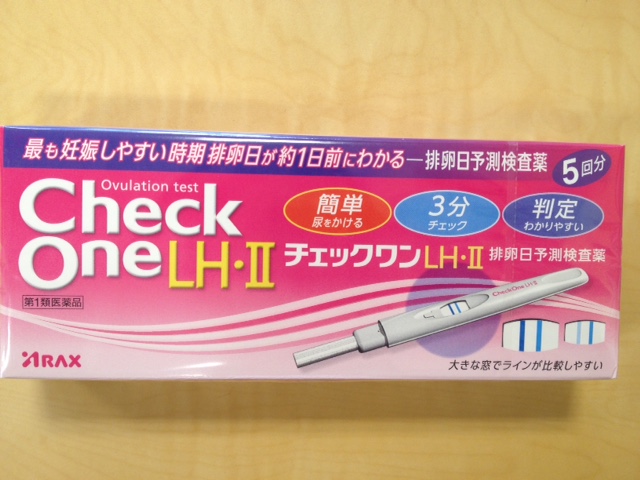 最も妊娠しやすい時期 排卵日が約1日前にわかる―排卵日予測検査薬
5回分
Ovulation test
Check
One LH・II
簡単
尿をかける
3分
チェック
判定
わかりやすい
チェックワン LH・II 排卵日予測検査薬
第1類医薬品
CheckOne LH・II
ARAX
大きな窓でラインが比較しやすい